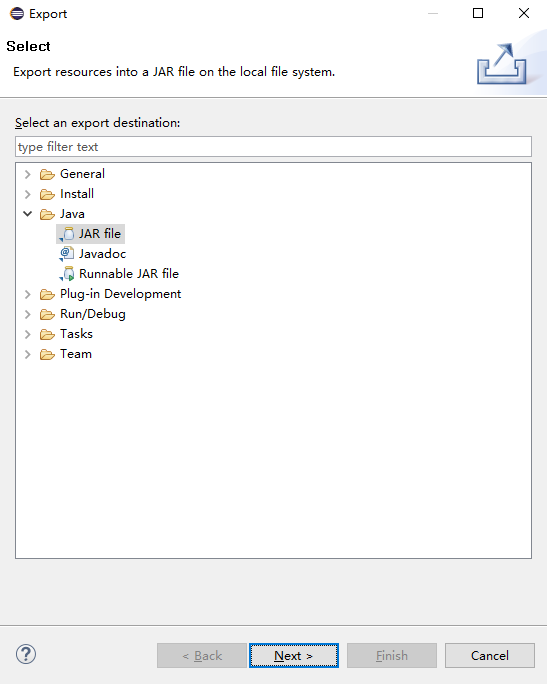 Export
Select
Export resources into a JAR file on the local file system.
Select an export destination:
type filter text
General
Install
Java
JAR file
Javadoc
Runnable JAR file
Plug-in Development
Run/Debug
Tasks
Team
< Back
Next >
Finish
Cancel